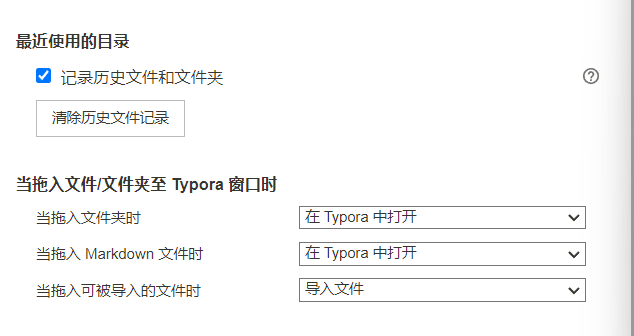 最近使用的目录
记录历史文件和文件夹
清除历史文件记录
当拖入文件/文件夹至 Typora 窗口时
当拖入文件夹时 在 Typora 中打开
当拖入 Markdown 文件时 在 Typora 中打开
当拖入可被导入的文件时 导入文件